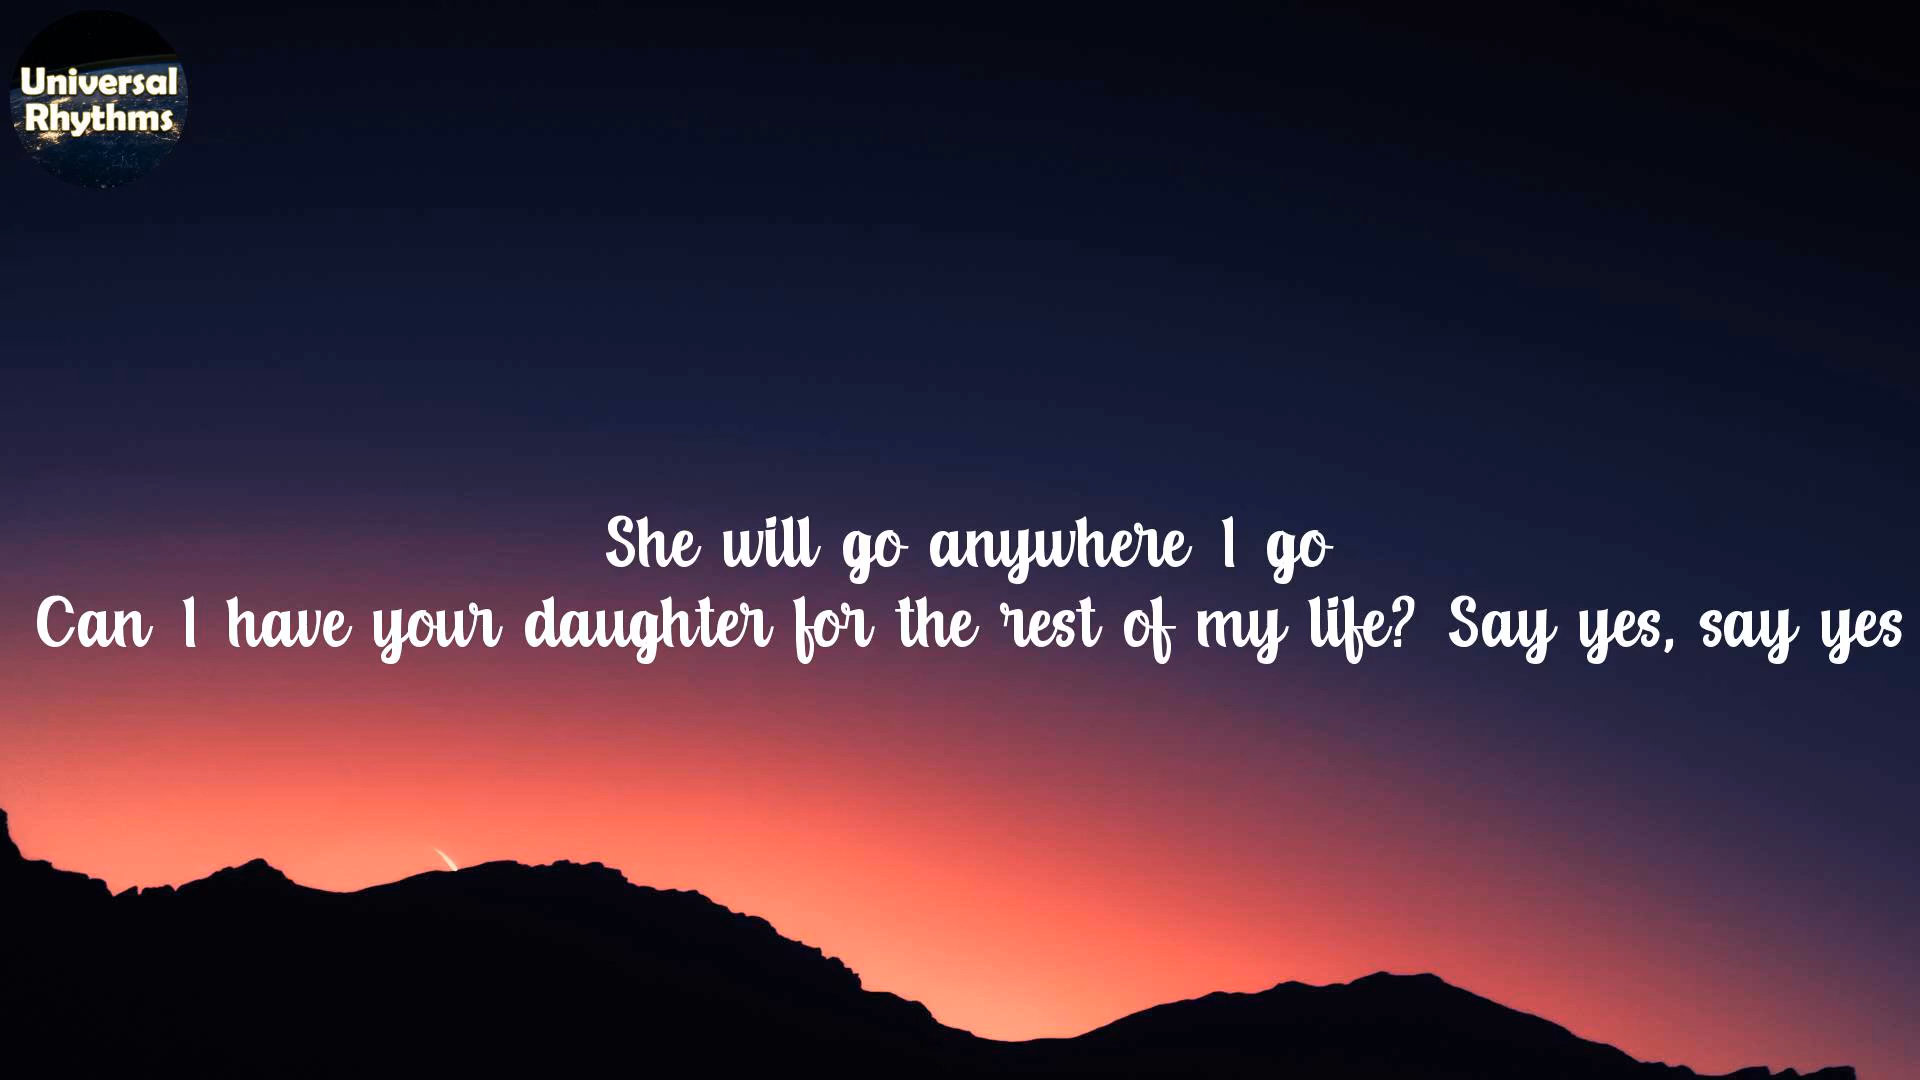 Universal
Rhythms
She will go anywhere I go
Can I have your daughter for the rest of my life? Say yes, say yes